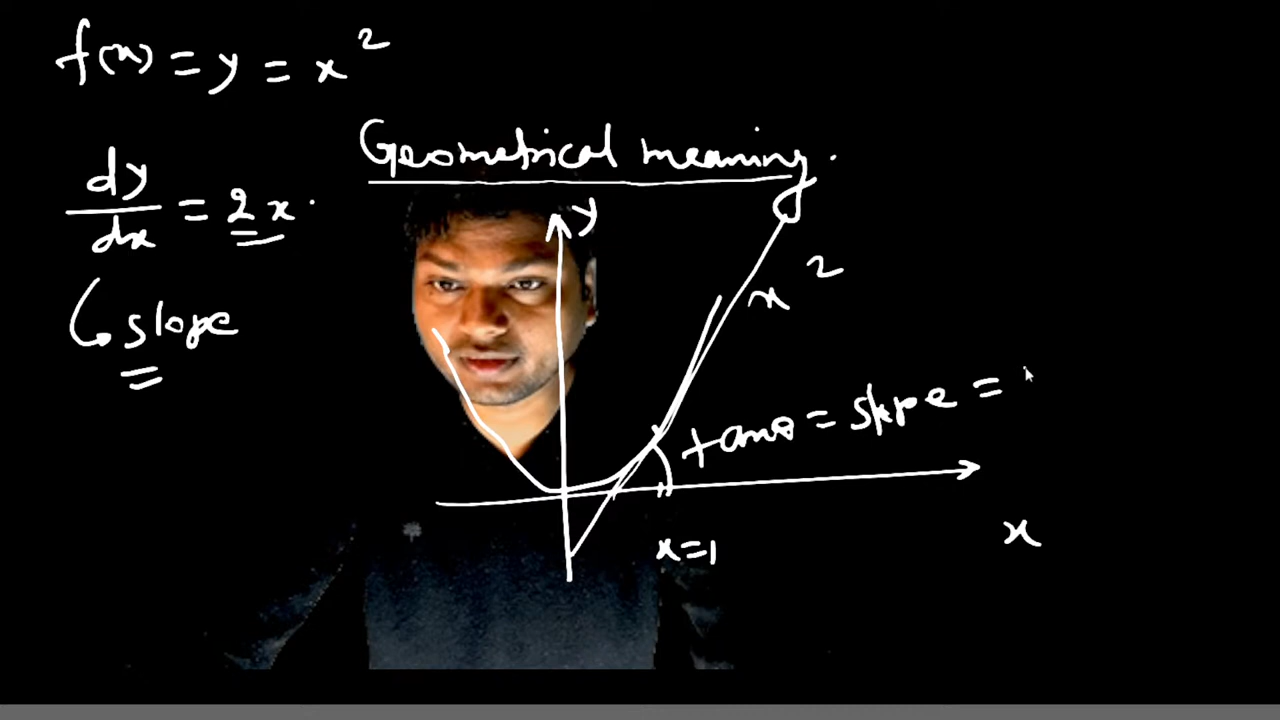 f(x) = y = x²
Geometrical meaning.
dy/dx = 2x.
↳ slope
y
x²
tanθ = slope =
x=1
x